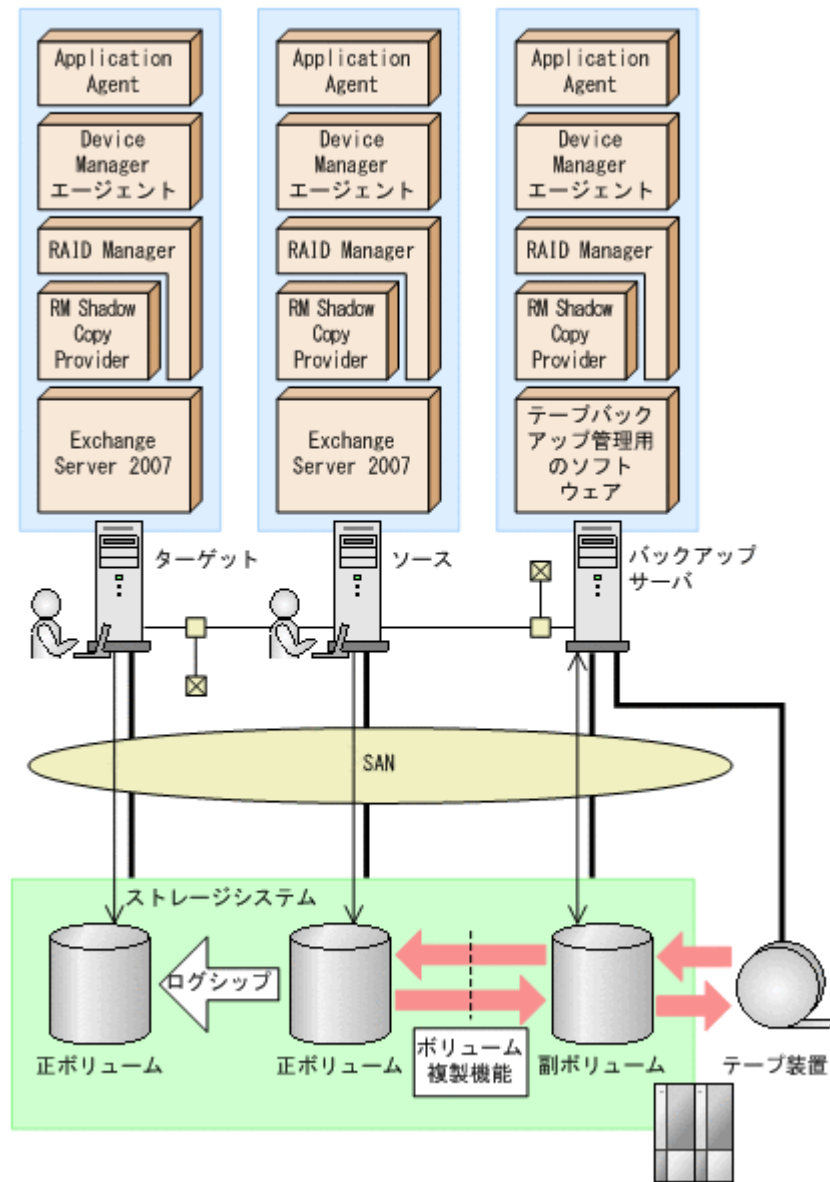 Application
Agent
Device
Manager
エージェント
RAID Manager
RM Shadow
Copy
Provider
Exchange
Server 2007
Application
Agent
Device
Manager
エージェント
RAID Manager
RM Shadow
Copy
Provider
Exchange
Server 2007
Application
Agent
Device
Manager
エージェント
RAID Manager
RM Shadow
Copy
Provider
テープバック
アップ管理用
のソフト
ウェア
ターゲット
ソース
バックアップ
サーバ
SAN
ストレージシステム
ログシップ
ボリューム
複製機能
正ボリューム
正ボリューム
副ボリューム
テープ装置